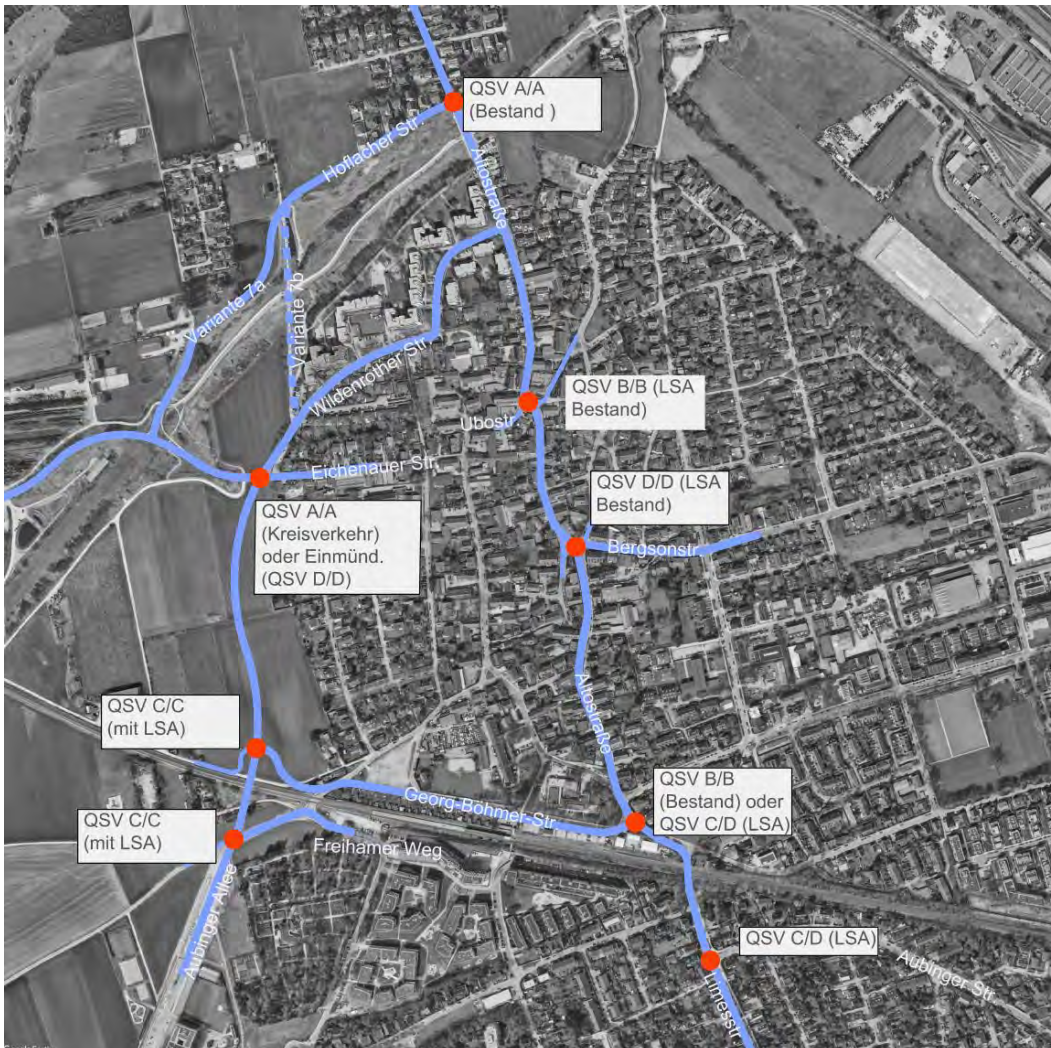 QSV A/A
(Bestand )
Hoflacher Str.
Altostraße
Variante 7a
Variante 7b
Wildenrother Str.
QSV B/B (LSA
Bestand)
Ubostr.
Eichenauer Str.
QSV D/D (LSA
Bestand)
QSV A/A
(Kreisverkehr)
oder Einmünd.
(QSV D/D)
Bergsonstr.
Altostraße
QSV C/C
(mit LSA)
Georg-Böhmer-Str.
QSV B/B
(Bestand) oder
QSV C/D (LSA)
QSV C/C
(mit LSA)
Freihamer Weg
Aubinger Allee
QSV C/D (LSA)
Aubinger Str.
Limesstr.